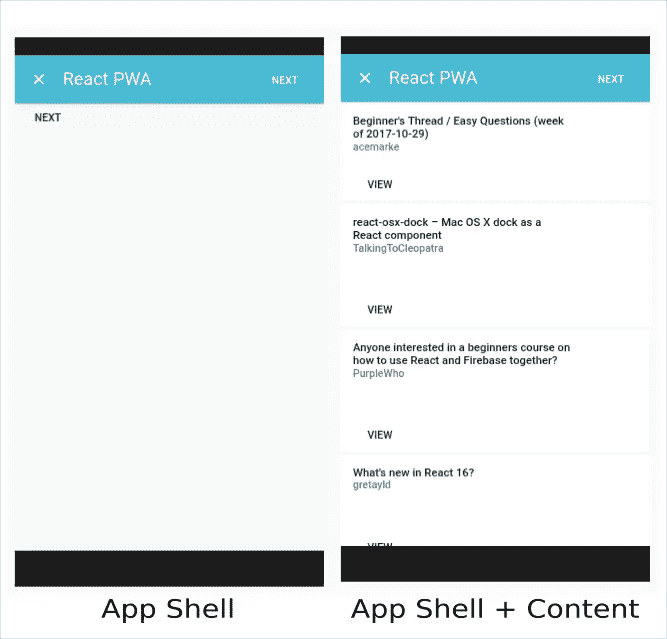 React PWA
NEXT
NEXT
App Shell
React PWA
NEXT
Beginner's Thread / Easy Questions (week
of 2017-10-29)
acemarke
VIEW
react-osx-dock – Mac OS X dock as a
React component
TalkingToCleopatra
VIEW
Anyone interested in a beginners course on
how to use React and Firebase together?
PurpleWho
VIEW
What's new in React 16?
gretayld
VIEW
App Shell + Content